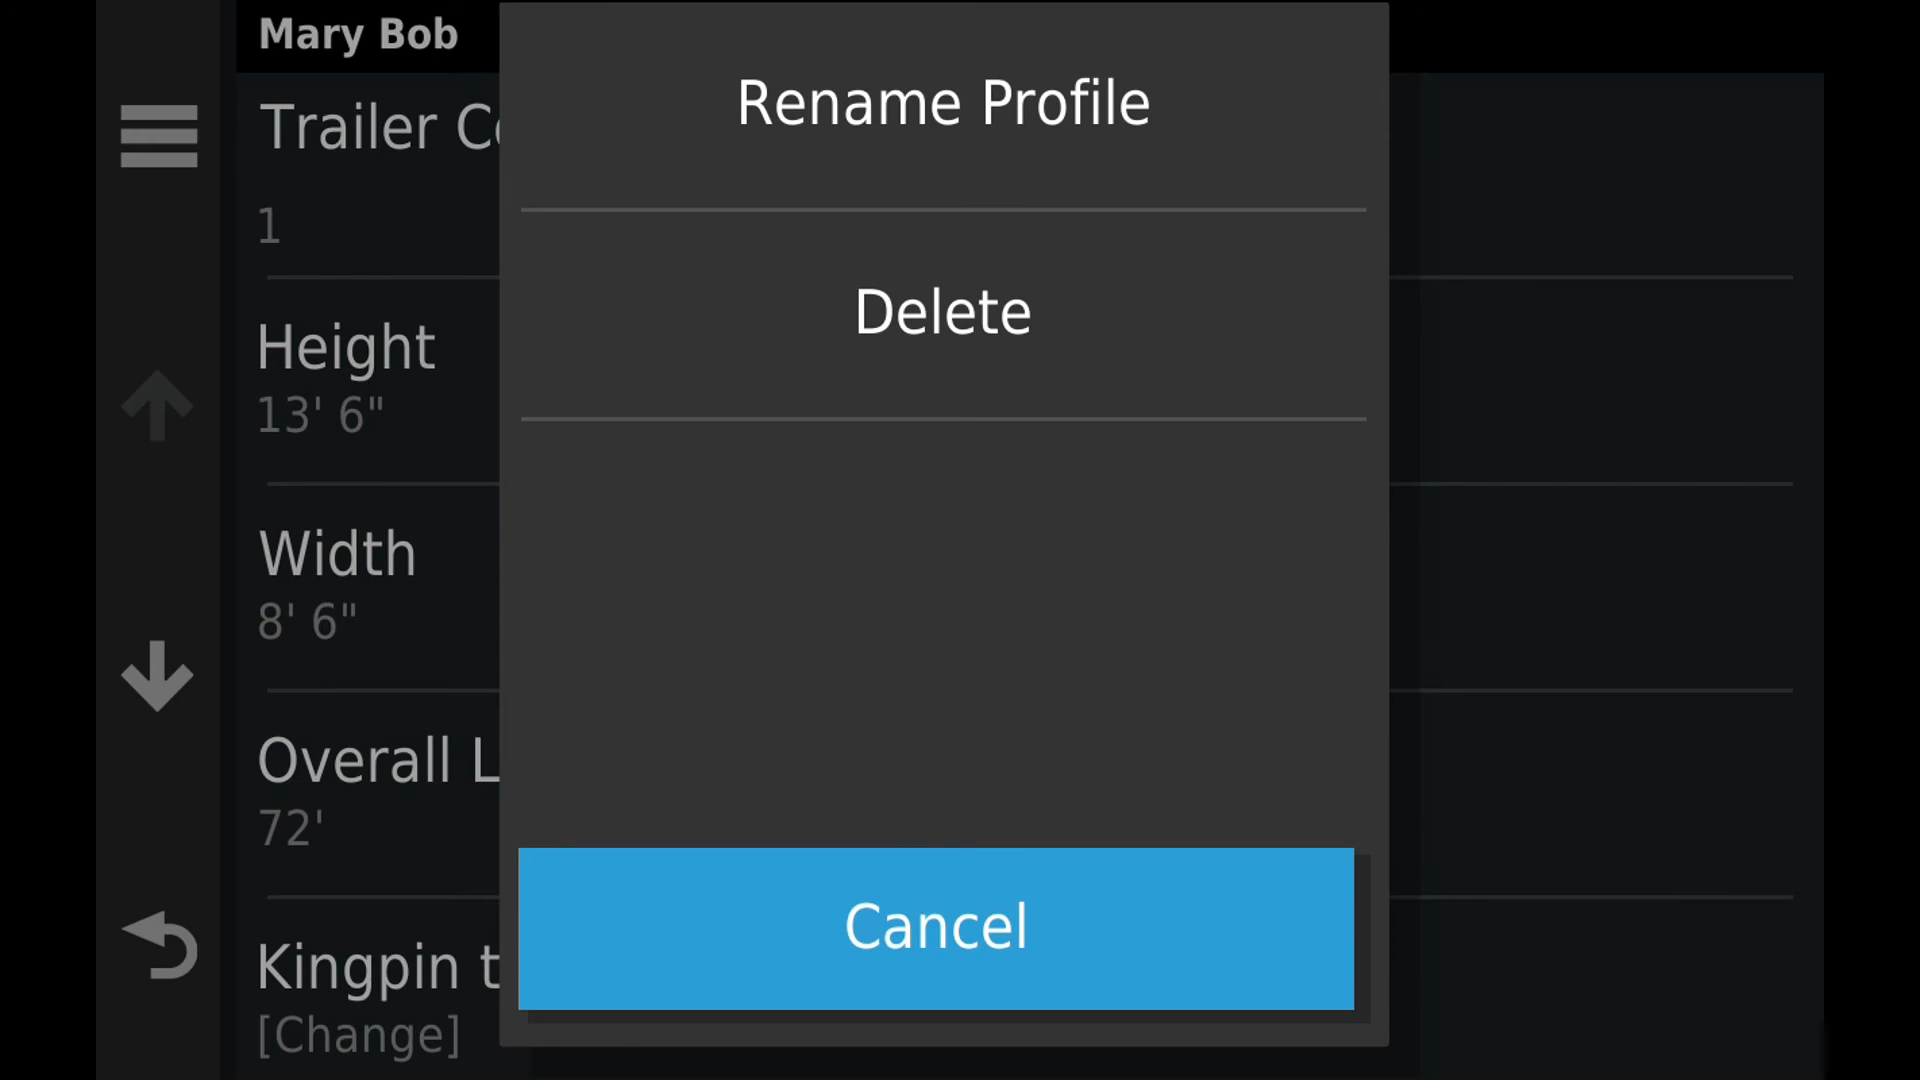 Mary Bob
Trailer
1
Height
13' 6"
Width
8' 6"
Overall
72'
Kingpin
[Change]
Rename Profile
Delete
Cancel